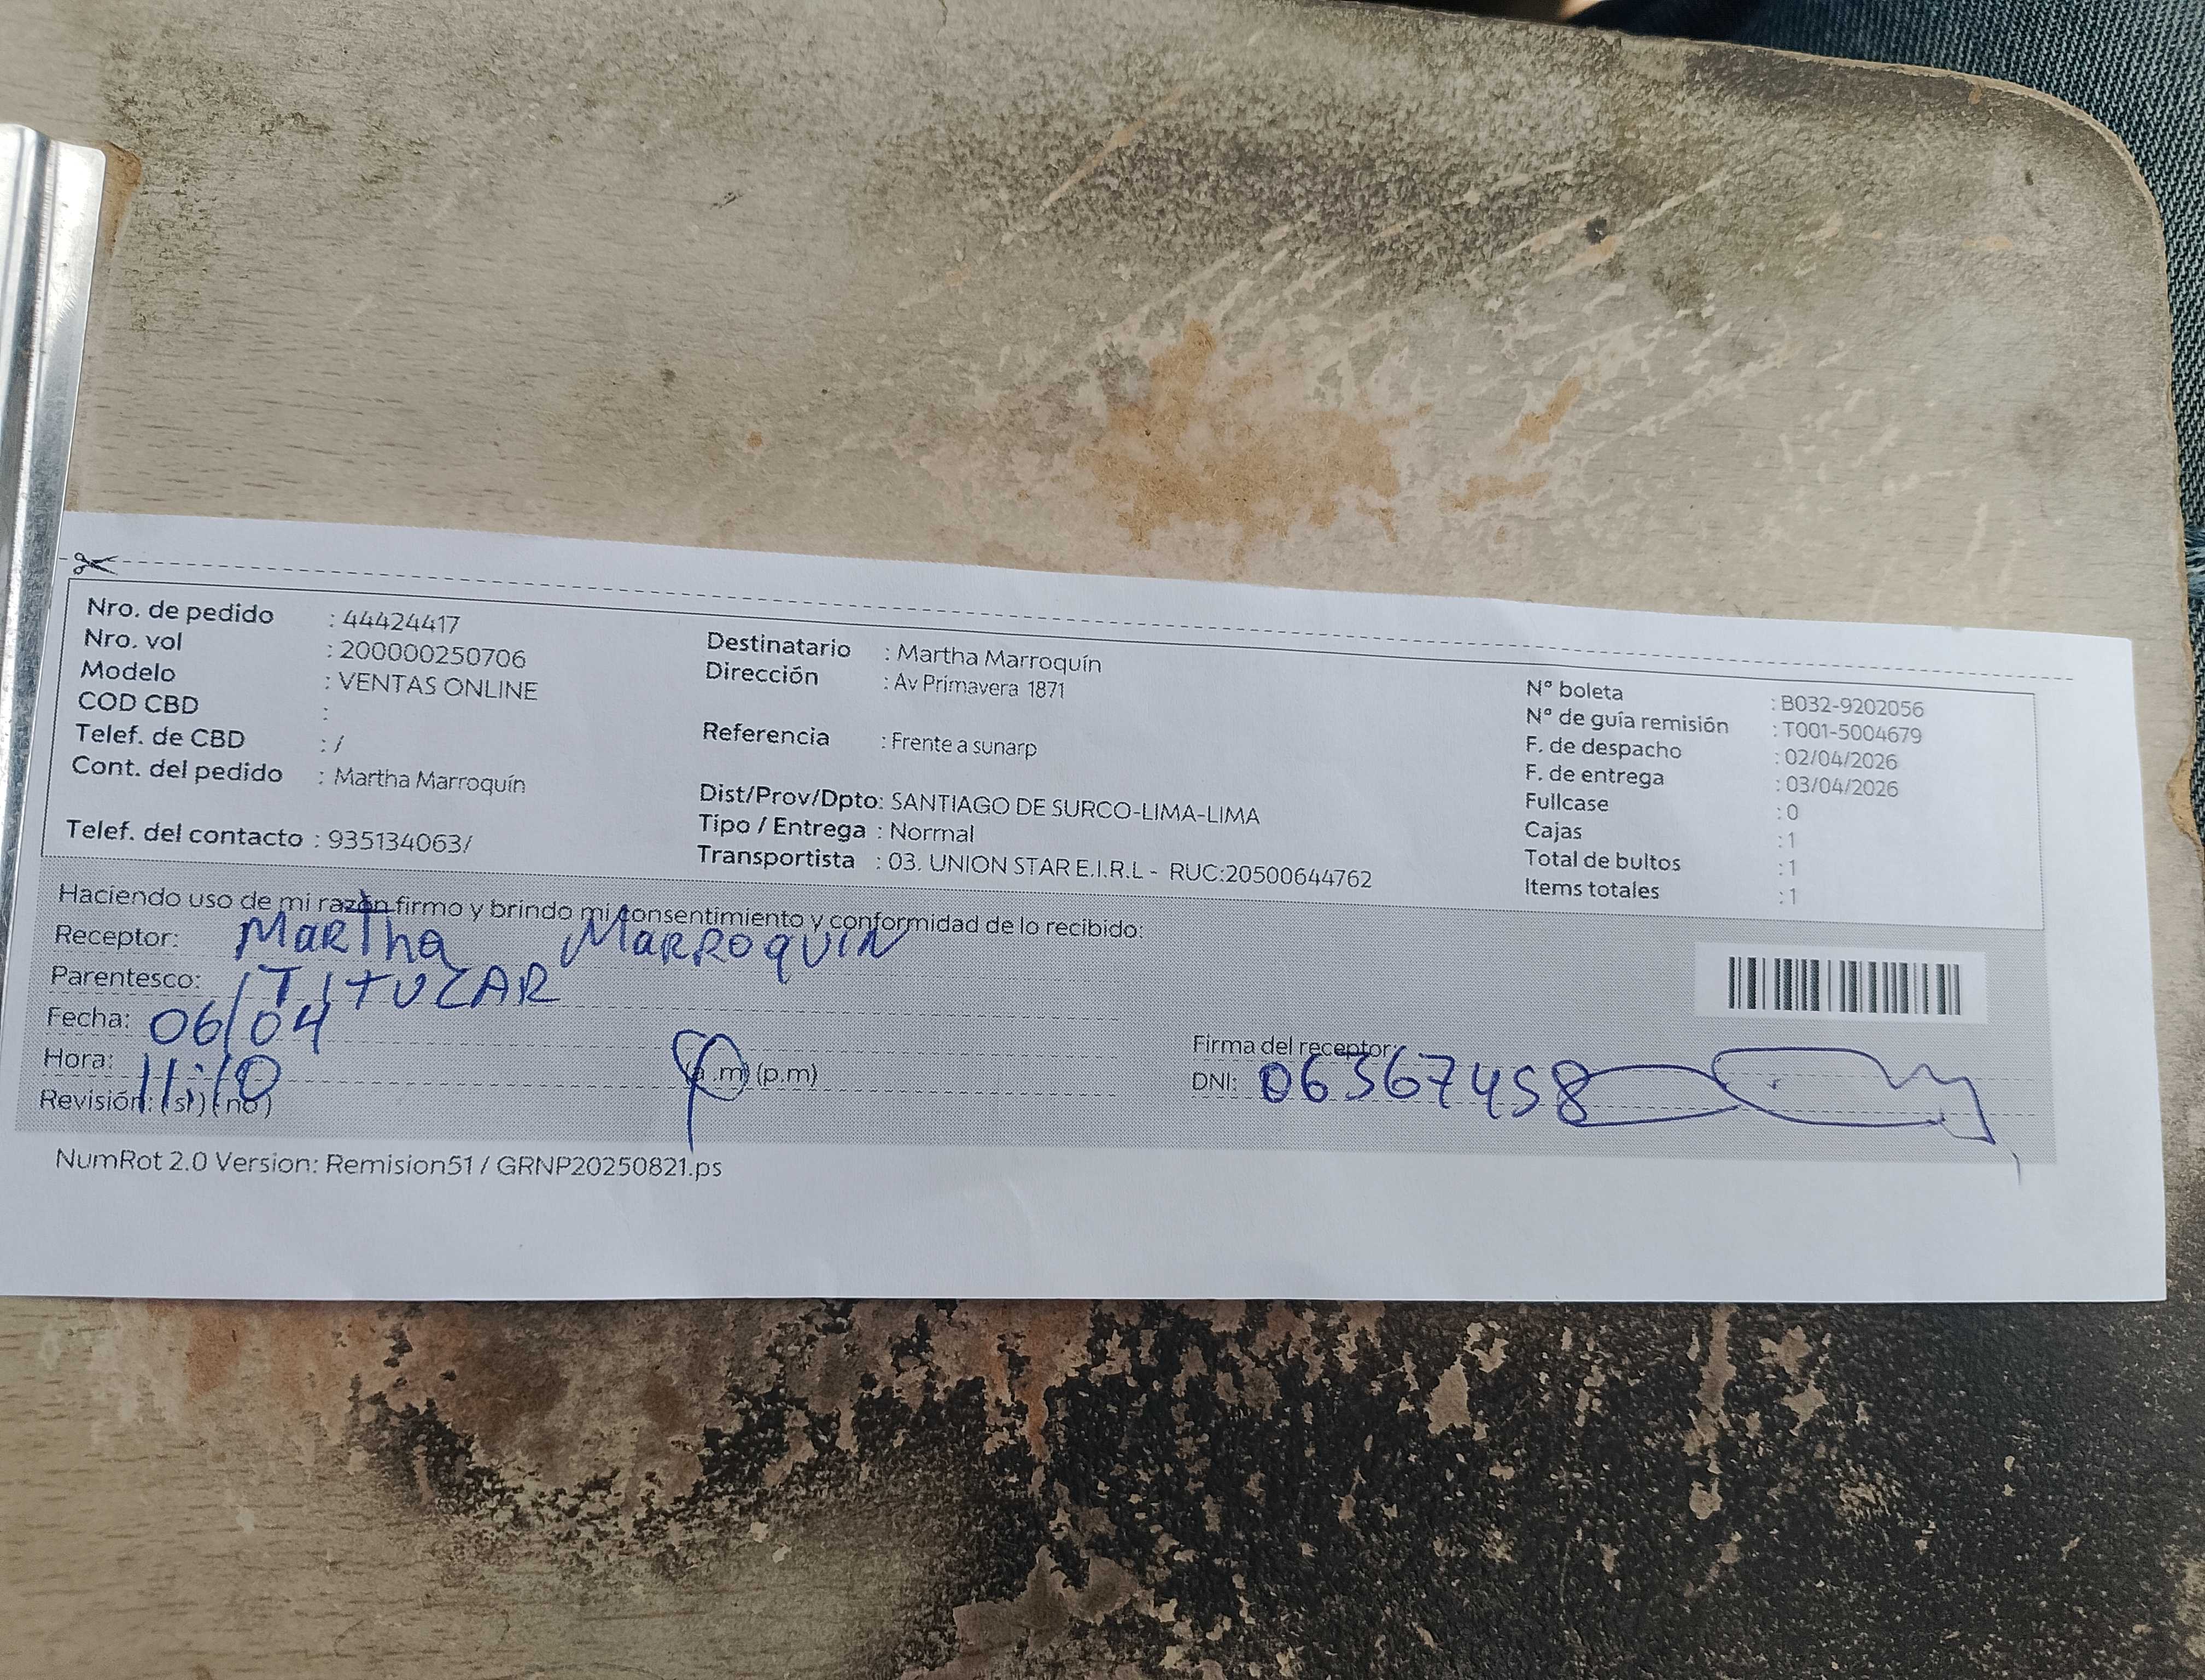 Nro. de pedido : 44424417
Nro. vol : 200000250706
Modelo : VENTAS ONLINE
COD CBD :
Telef. de CBD : /
Cont. del pedido : Martha Marroquín
Telef. del contacto : 935134063/
Destinatario : Martha Marroquín
Dirección : Av Primavera 1871
Referencia : Frente a sunarp
Dist/Prov/Dpto: SANTIAGO DE SURCO-LIMA-LIMA
Tipo / Entrega : Normal
Transportista : 03. UNION STAR E.I.R.L - RUC:20500644762
N° boleta : B032-9202056
N° de guía remisión : T001-5004679
F. de despacho : 02/04/2026
F. de entrega : 03/04/2026
Fullcase : 0
Cajas : 1
Total de bultos : 1
Items totales : 1
Haciendo uso de mi razón firmo y brindo mi consentimiento y conformidad de lo recibido:
Receptor: Martha Marroquin
Parentesco: TITULAR
Fecha: 06/04
Hora: 11:10 (a.m) (p.m)
Revisión: (si) (no)
Firma del receptor:
DNI: 06367458
NumRot 2.0 Version: Remision51 / GRNP20250821.ps